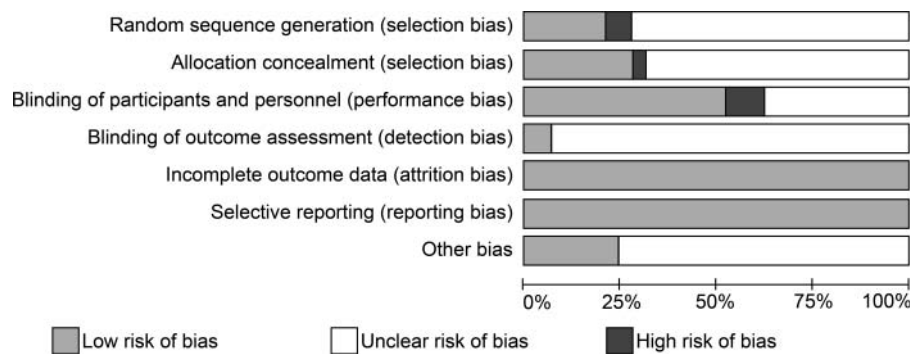 Random sequence generation (selection bias)
Allocation concealment (selection bias)
Blinding of participants and personnel (performance bias)
Blinding of outcome assessment (detection bias)
Incomplete outcome data (attrition bias)
Selective reporting (reporting bias)
Other bias
0% 25% 50% 75% 100%
Low risk of bias Unclear risk of bias High risk of bias